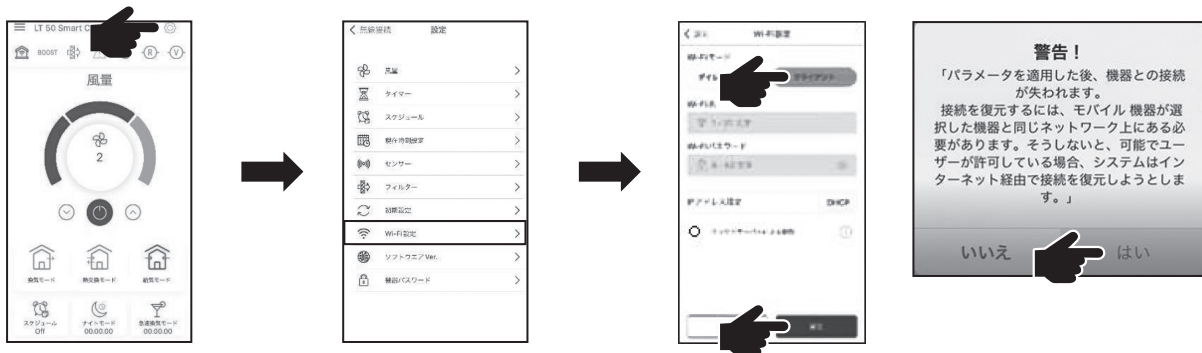 LT 50 Smart C
BOOST
R
V
風量
2
換気モード
熱交換モード
給気モード
スケジュール
Off
ナイトモード
00.00.00
急速換気モード
00:00:00
無線接続
設定
風量
タイマー
スケジュール
現在時刻設定
センサー
フィルター
初期設定
Wi-Fi設定
ソフトウエアVer.
機器パスワード
Wi-Fi設定
Wi-Fiモード
Wi-Fi名
Wi-Fiパスワード
IPアドレス設定
DHCP
警告！
「パラメータを適用した後、機器との接続
が失われます。
接続を復元するには、モバイル 機器が選
択した機器と同じネットワーク上にある必
要があります。そうしないと、可能でユー
ザーが許可している場合、システムはイン
ターネット経由で接続を復元しようとしま
す。」
いいえ
はい